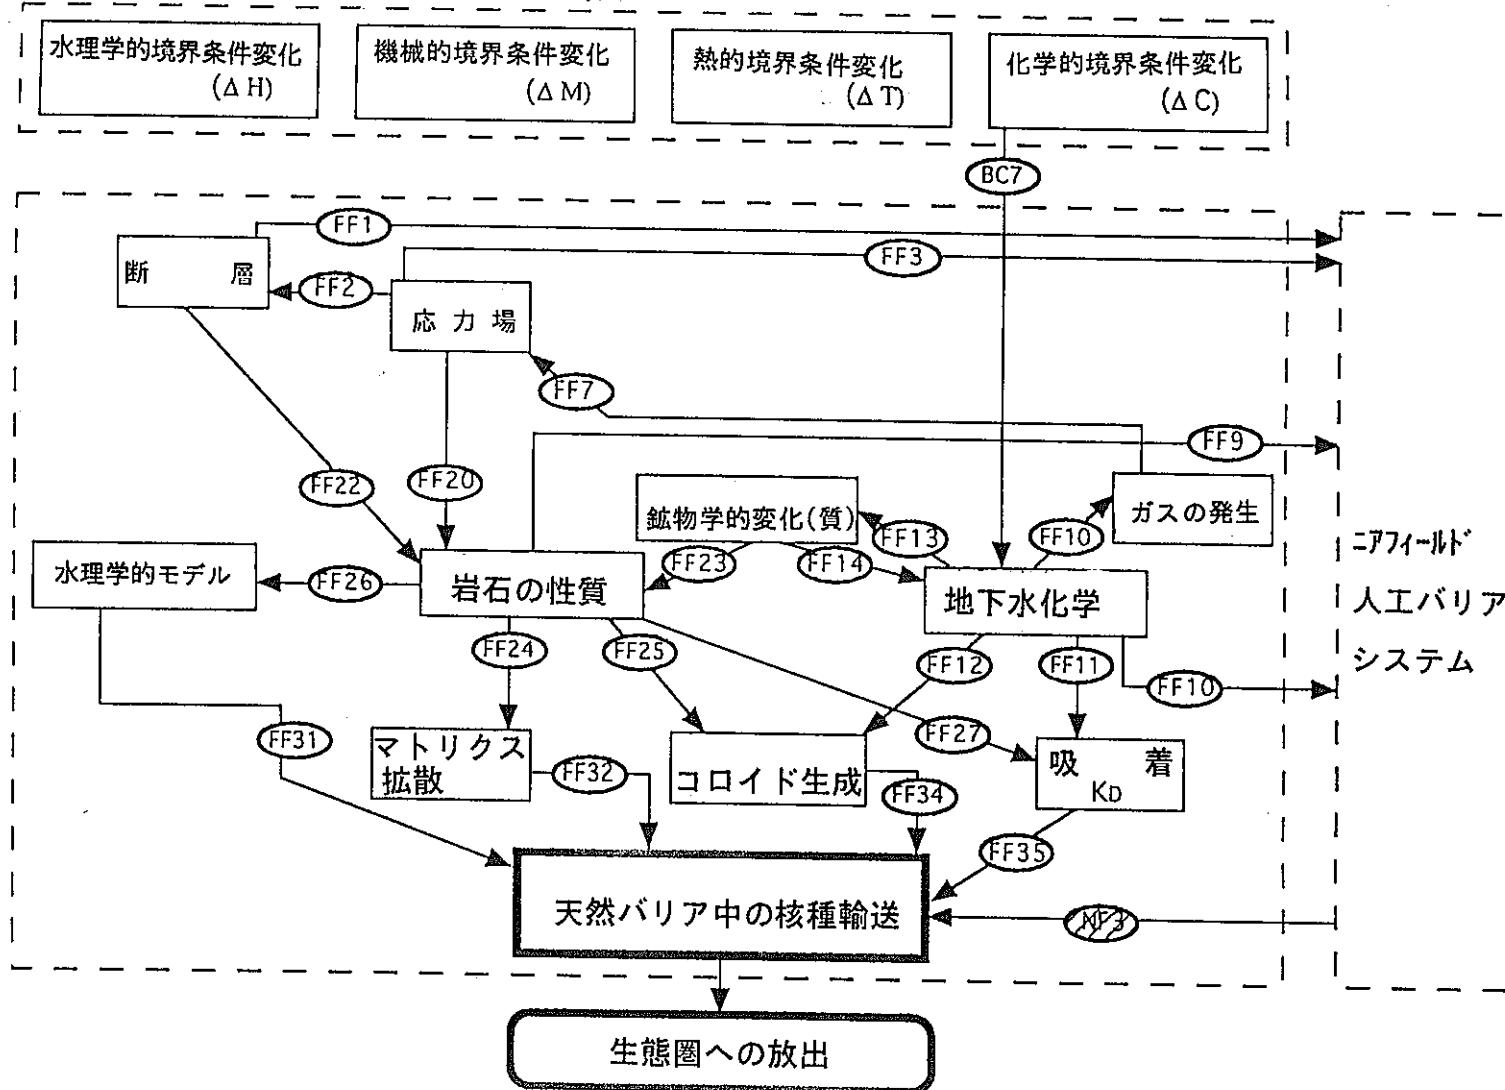 水理学的境界条件変化
(Δ H)
機械的境界条件変化
(Δ M)
熱的境界条件変化
(Δ T)
化学的境界条件変化
(Δ C)
BC7
FF1
FF3
断 層
FF2
応 力 場
FF7
FF9
FF22
FF20
鉱物学的変化(質)
FF13
FF10
ガスの発生
水理学的モデル
FF26
岩石の性質
FF23
FF14
地下水化学
ニアフィールド
人工バリア
システム
FF24
FF25
FF12
FF11
FF10
FF31
マトリクス
拡散
FF32
コロイド生成
FF34
FF27
吸 着
KD
FF35
天然バリア中の核種輸送
NF3
生態圏への放出